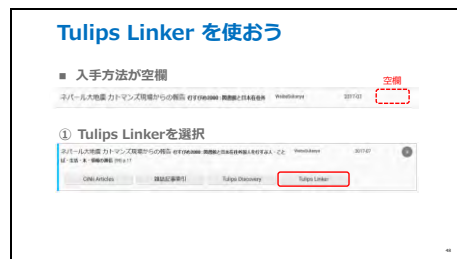 Tulips Linker を使おう
■ 入手方法が空欄
空欄
ネパール大地震 カトマンズ現場からの報告 2017-07
① Tulips Linkerを選択
ネパール大地震 カトマンズ現場からの報告 2017-07
CiNii Articles 雑誌記事索引 Tulips Discovery Tulips Linker